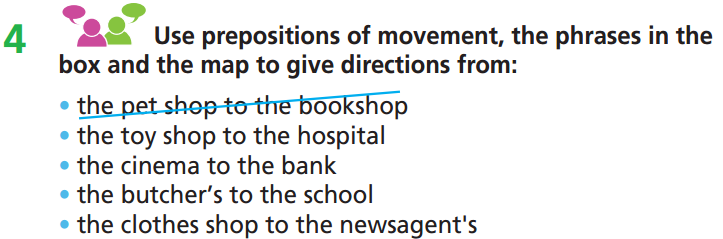 4 Use prepositions of movement, the phrases in the
box and the map to give directions from:
• the pet shop to the bookshop
• the toy shop to the hospital
• the cinema to the bank
• the butcher’s to the school
• the clothes shop to the newsagent's